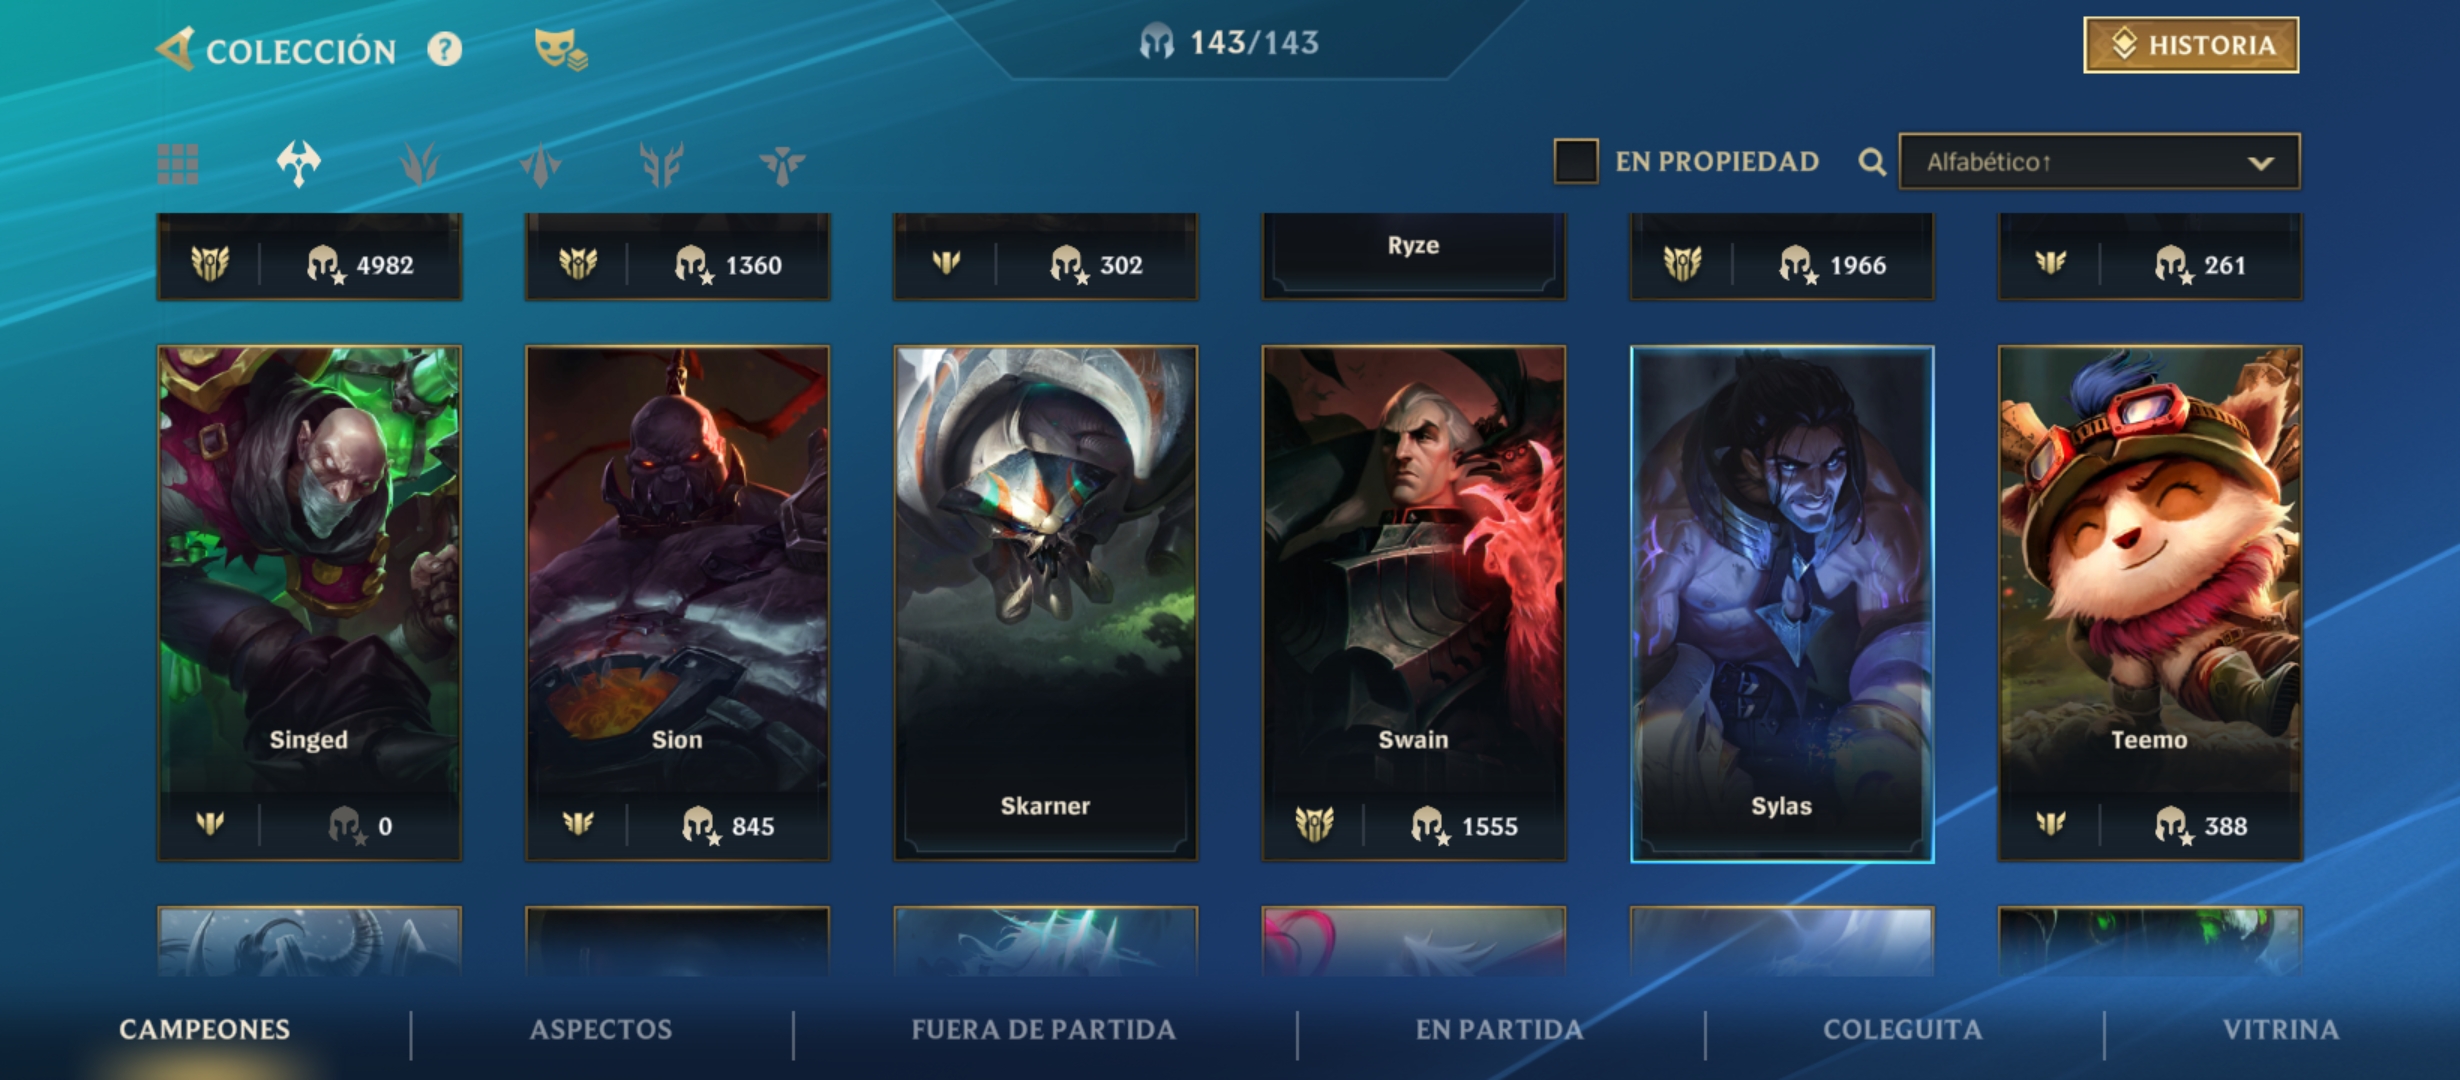 COLECCIÓN ?
143/143
HISTORIA
EN PROPIEDAD
Alfabético↑
4982
1360
302
Ryze
1966
261
Singed
0
Sion
845
Skarner
Swain
1555
Sylas
Teemo
388
CAMPEONES
ASPECTOS
FUERA DE PARTIDA
EN PARTIDA
COLEGUITA
VITRINA